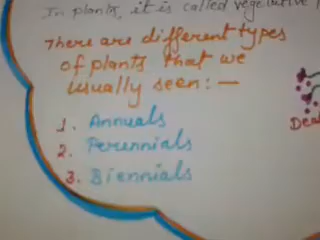 In plants, it is called vegetative
There are different types
of plants that we
usually seen:—
1. Annuals
2. Perennials
3. Biennials